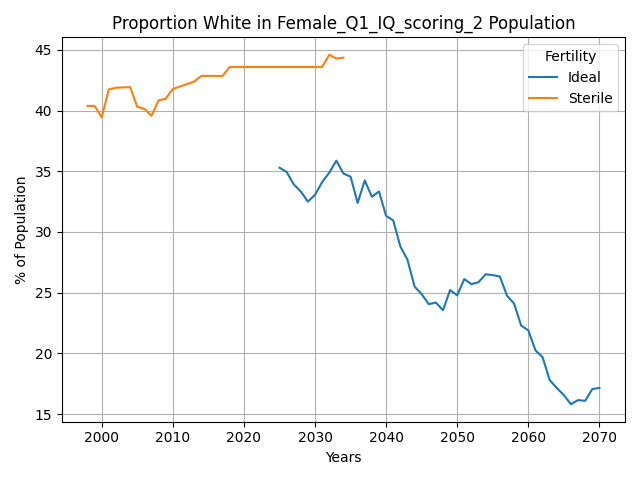 Proportion White in Female_Q1_IQ_scoring_2 Population
Fertility
Ideal
Sterile
% of Population
45
40
35
30
25
20
15
2000
2010
2020
2030
2040
2050
2060
2070
Years